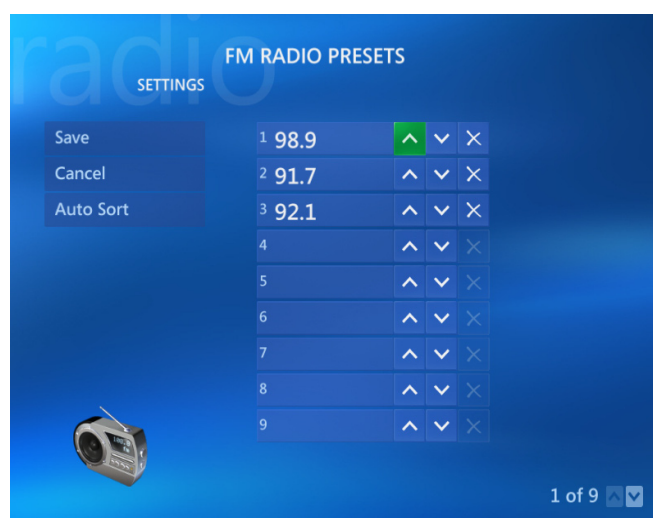 radio
FM RADIO PRESETS
SETTINGS
Save
Cancel
Auto Sort
1 98.9
2 91.7
3 92.1
4
5
6
7
8
9
1 of 9